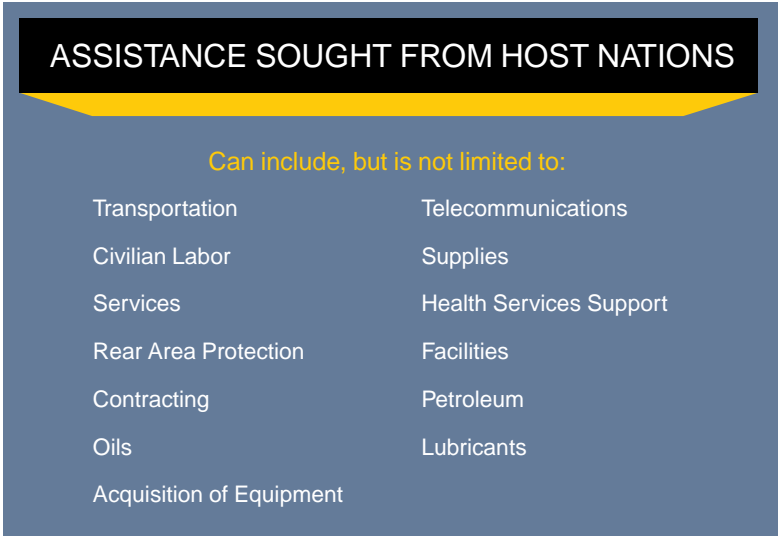 ASSISTANCE SOUGHT FROM HOST NATIONS
Can include, but is not limited to:
Transportation
Civilian Labor
Services
Rear Area Protection
Contracting
Oils
Acquisition of Equipment
Telecommunications
Supplies
Health Services Support
Facilities
Petroleum
Lubricants